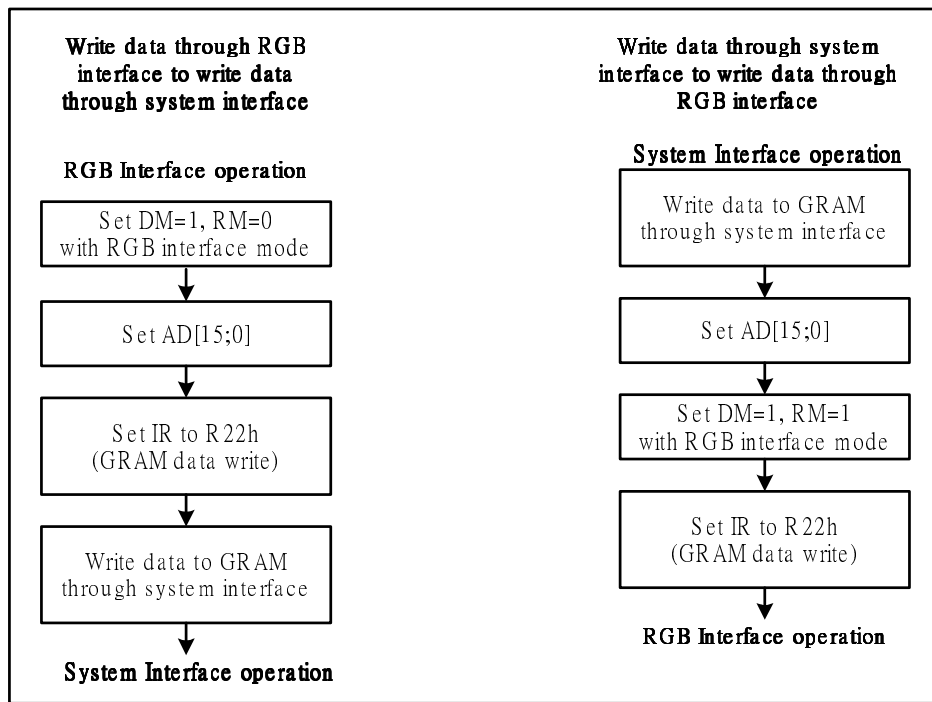 Write data through RGB
interface to write data
through system interface
RGB Interface operation
Set DM=1, RM=0
with RGB interface mode
Set AD[15;0]
Set IR to R22h
(GRAM data write)
Write data to GRAM
through system interface
System Interface operation
Write data through system
interface to write data through
RGB interface
System Interface operation
Write data to GRAM
through system interface
Set AD[15;0]
Set DM=1, RM=1
with RGB interface mode
Set IR to R22h
(GRAM data write)
RGB Interface operation